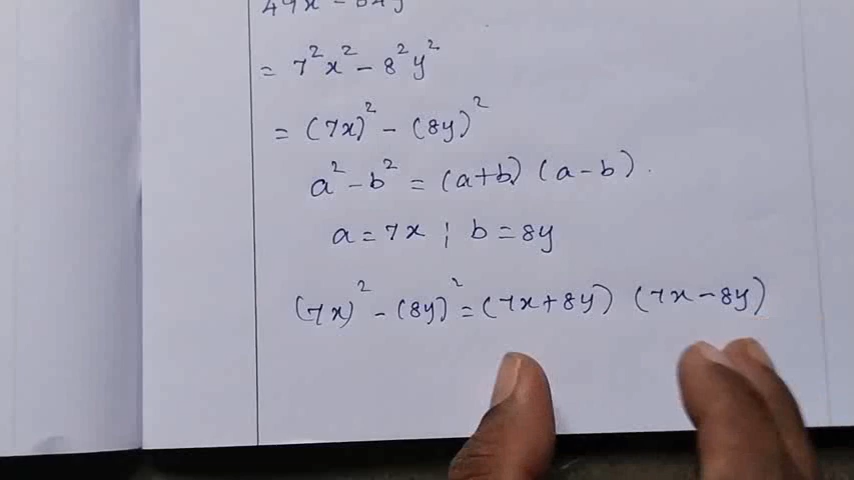 = 7²x² - 8²y²
= (7x)² - (8y)²
a² - b² = (a+b) (a-b).
a = 7x ; b = 8y
(7x)² - (8y)² = (7x+8y) (7x-8y)